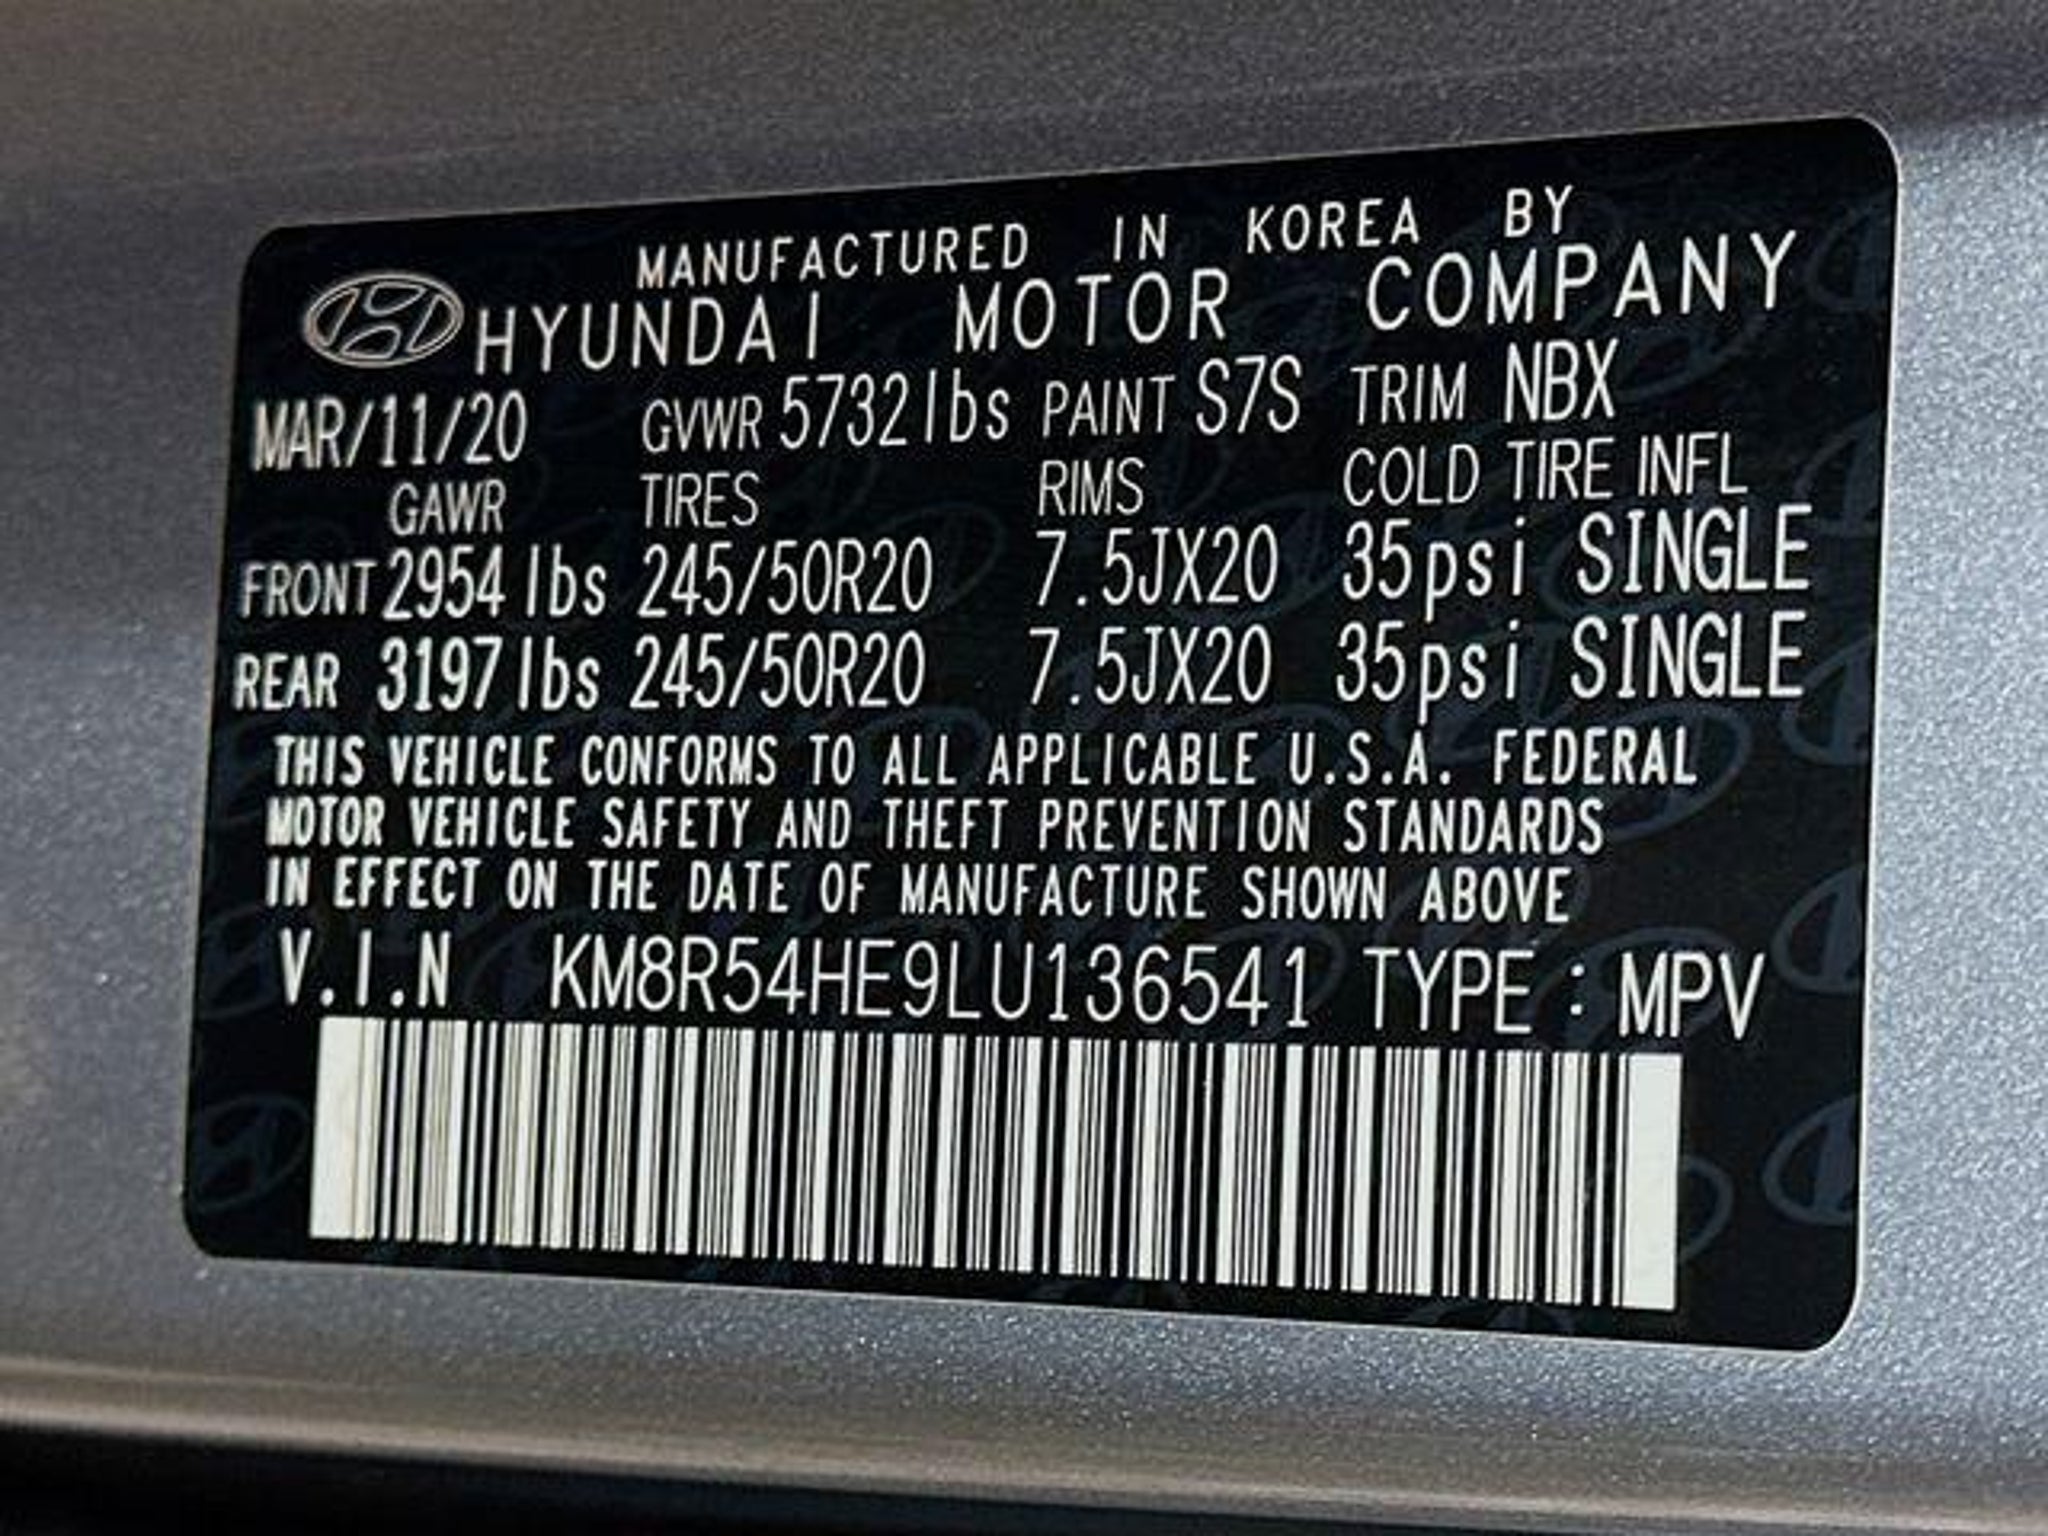 MANUFACTURED IN KOREA BY
HYUNDAI MOTOR COMPANY
MAR/11/20 GVWR 5732lbs PAINT S7S TRIM NBX
GAWR TIRES RIMS COLD TIRE INFL
FRONT 2954lbs 245/50R20 7.5JX20 35psi SINGLE
REAR 3197lbs 245/50R20 7.5JX20 35psi SINGLE
THIS VEHICLE CONFORMS TO ALL APPLICABLE U.S.A. FEDERAL
MOTOR VEHICLE SAFETY AND THEFT PREVENTION STANDARDS
IN EFFECT ON THE DATE OF MANUFACTURE SHOWN ABOVE
V.I.N KM8R54HE9LU136541 TYPE : MPV